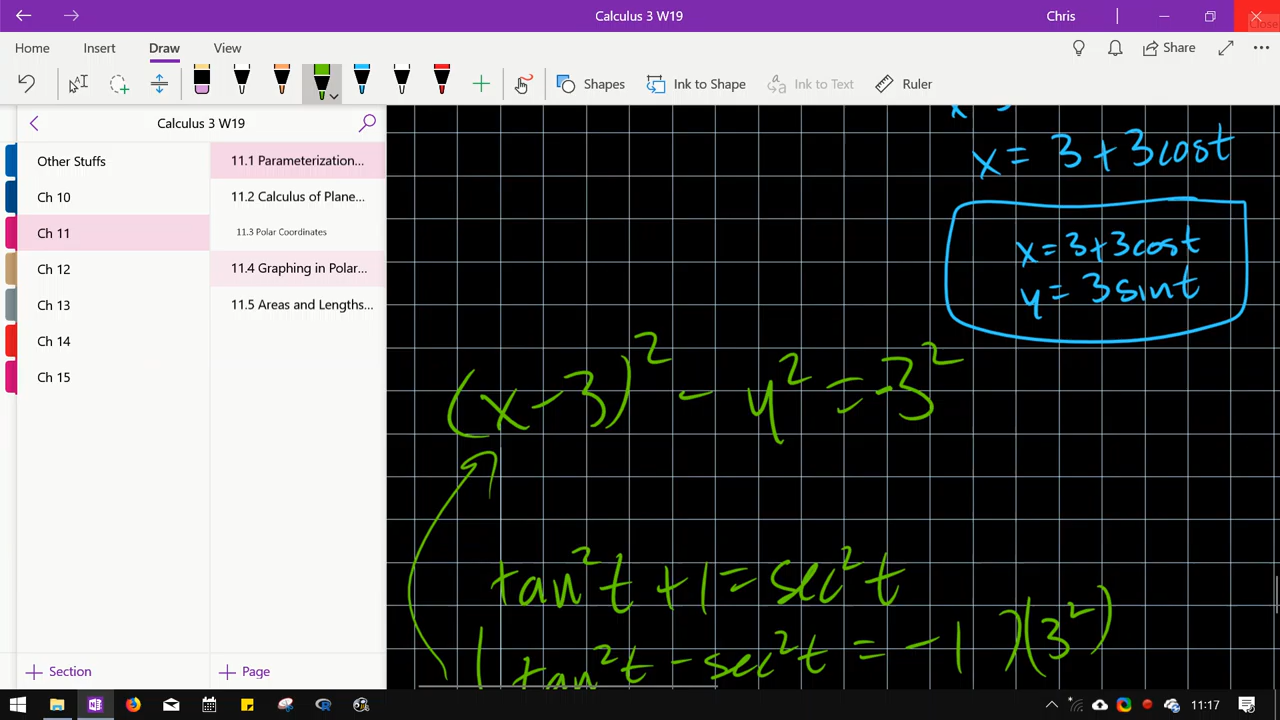 Calculus 3 W19
Chris
Close
Home Insert Draw View
Share
Shapes Ink to Shape Ink to Text Ruler
Calculus 3 W19
Other Stuffs
Ch 10
Ch 11
Ch 12
Ch 13
Ch 14
Ch 15
11.1 Parameterization...
11.2 Calculus of Plane...
11.3 Polar Coordinates
11.4 Graphing in Polar...
11.5 Areas and Lengths...
x = 3 + 3cost
x = 3 + 3cost
y = 3sint
(x - 3)² - y² = -3²
tan²t + 1 = sec²t
( tan²t - sec²t = -1 )(3²)
+ Section
+ Page
11:17